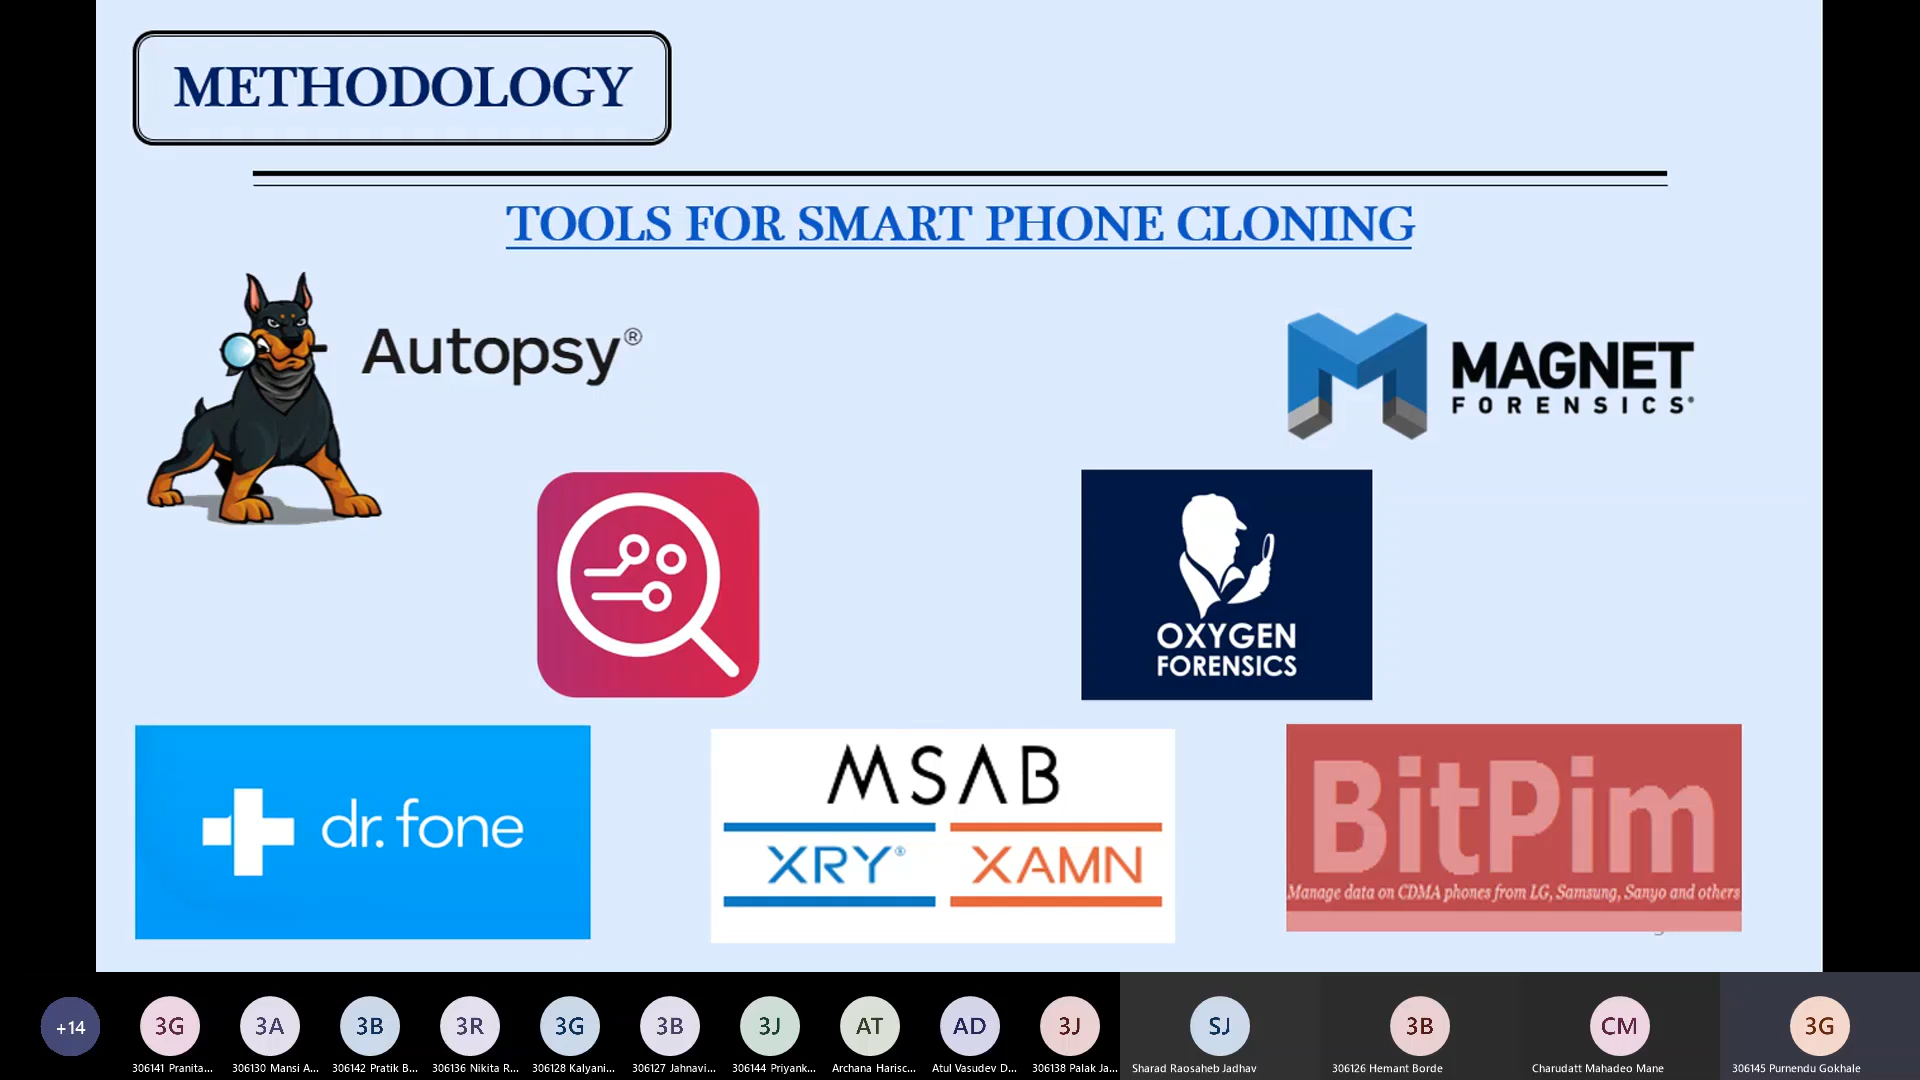 METHODOLOGY
TOOLS FOR SMART PHONE CLONING
Autopsy®
MAGNET
FORENSICS®
OXYGEN
FORENSICS
dr.fone
MSAB
XRY® XAMN
BitPim
Manage data on CDMA phones from LG, Samsung, Sanyo and others
+14 3G 3A 3B 3R 3G 3B 3J AT AD 3J SJ 3B CM 3G
306141 Pranita... 306130 Mansi A... 306142 Pratik B... 306136 Nikita R... 306128 Kalyani... 306127 Jahnavi... 306144 Priyank... Archana Harisc... Atul Vasudev D... 306138 Palak Ja... Sharad Raosaheb Jadhav 306126 Hemant Borde Charudatt Mahadeo Mane 306145 Purnendu Gokhale